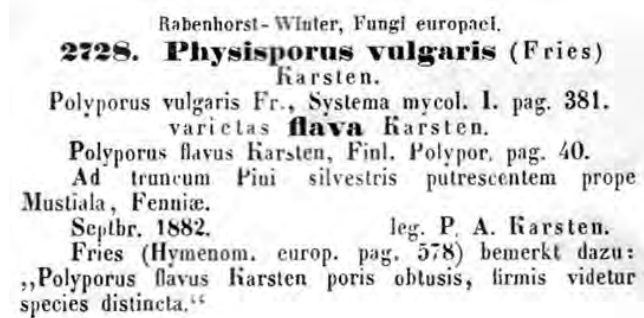 Rabenhorst-Winter, Fungi europaei.
2728. Physisporus vulgaris (Fries)
Karsten.
Polyporus vulgaris Fr., Systema mycol. I. pag. 381.
varietas flava Karsten.
Polyporus flavus Karsten, Finl. Polypor. pag. 40.
Ad truncum Pini silvestris putrescentem prope
Mustiala, Fenniæ.
Septbr. 1882. leg. P. A. Karsten.
Fries (Hymenom. europ. pag. 578) bemerkt dazu:
„Polyporus flavus Karsten poris obtusis, firmis videtur
species distincta.“